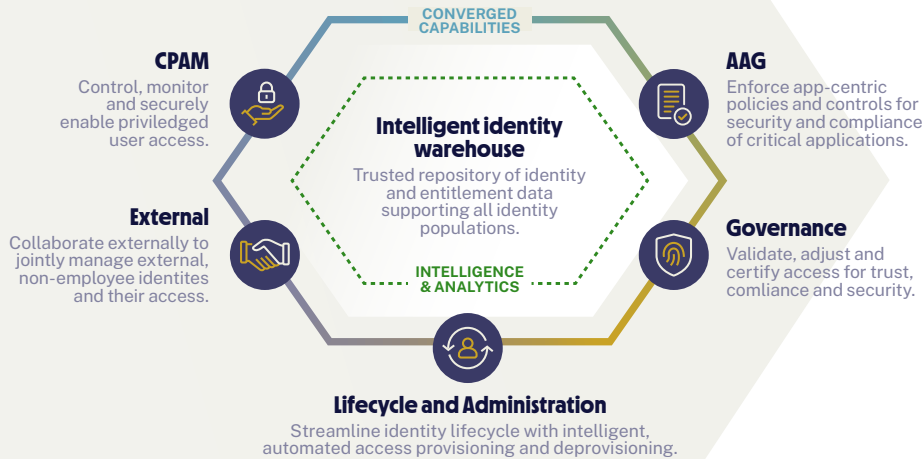 CONVERGED
CAPABILITIES
CPAM
Control, monitor
and securely
enable priviledged
user access.
AAG
Enforce app-centric
policies and controls for
security and compliance
of critical applications.
Intelligent identity
warehouse
Trusted repository of identity
and entitlement data
supporting all identity
populations.
External
Collaborate externally to
jointly manage external,
non-employee identites
and their access.
Governance
Validate, adjust and
certify access for trust,
comliance and security.
INTELLIGENCE
& ANALYTICS
Lifecycle and Administration
Streamline identity lifecycle with intelligent,
automated access provisioning and deprovisioning.